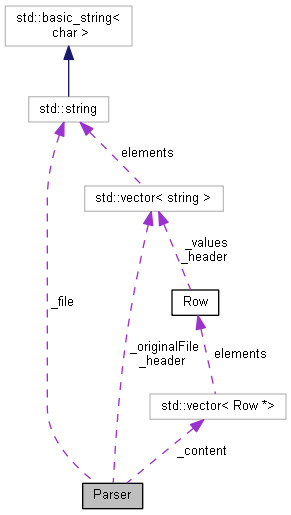 std::basic_string<
char >
std::string
elements
std::vector< string >
_values
_header
_file
Row
_originalFile
_header
elements
std::vector< Row *>
_content
Parser